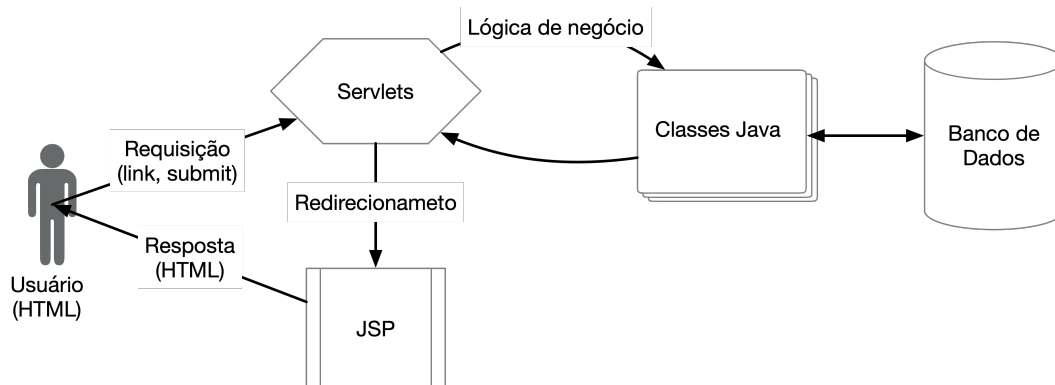 Lógica de negócio
Servlets
Classes Java
Banco de
Dados
Requisição
(link, submit)
Redirecionameto
Resposta
(HTML)
Usuário
(HTML)
JSP